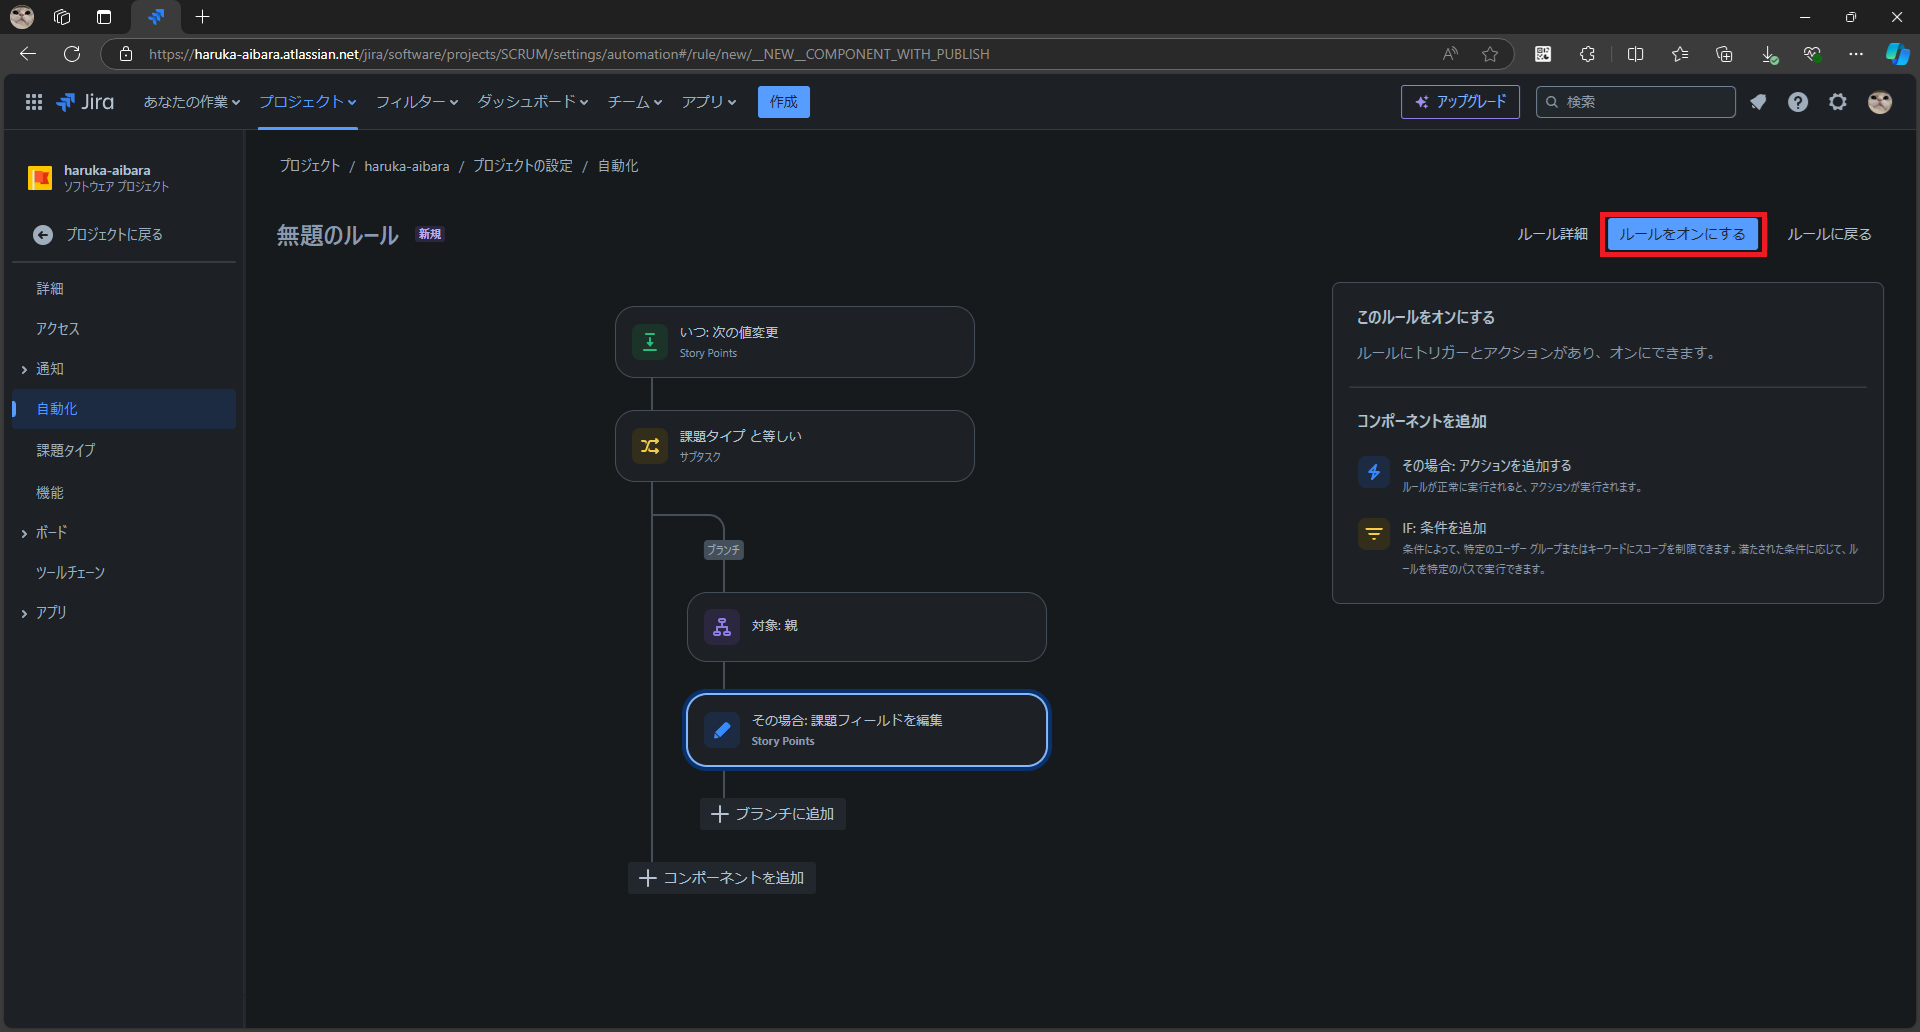 https://haruka-aibara.atlassian.net/jira/software/projects/SCRUM/settings/automation#/rule/new/__NEW__COMPONENT_WITH_PUBLISH
Jira
あなたの作業
プロジェクト
フィルター
ダッシュボード
チーム
アプリ
作成
アップグレード
検索
haruka-aibara
ソフトウェア プロジェクト
プロジェクトに戻る
詳細
アクセス
通知
自動化
課題タイプ
機能
ボード
ツールチェーン
アプリ
プロジェクト / haruka-aibara / プロジェクトの設定 / 自動化
無題のルール 新規
ルール詳細
ルールをオンにする
ルールに戻る
いつ: 次の値変更
Story Points
課題タイプ と等しい
サブタスク
ブランチ
対象: 親
その場合: 課題フィールドを編集
Story Points
ブランチに追加
コンポーネントを追加
このルールをオンにする
ルールにトリガーとアクションがあり、オンにできます。
コンポーネントを追加
その場合: アクションを追加する
ルールが正常に実行されると、アクションが実行されます。
IF: 条件を追加
条件によって、特定のユーザー グループまたはキーワードにスコープを制限できます。満たされた条件に応じて、ル
ールを特定のパスで実行できます。